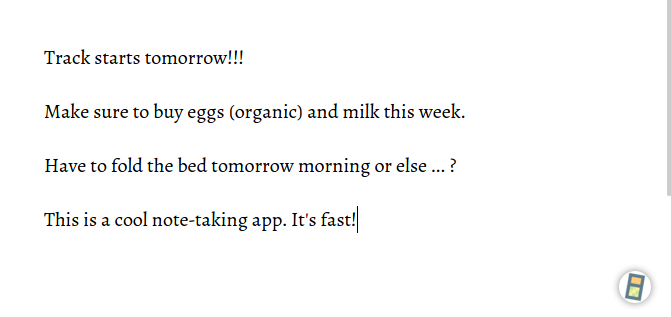 Track starts tomorrow!!!
Make sure to buy eggs (organic) and milk this week.
Have to fold the bed tomorrow morning or else ... ?
This is a cool note-taking app. It's fast!